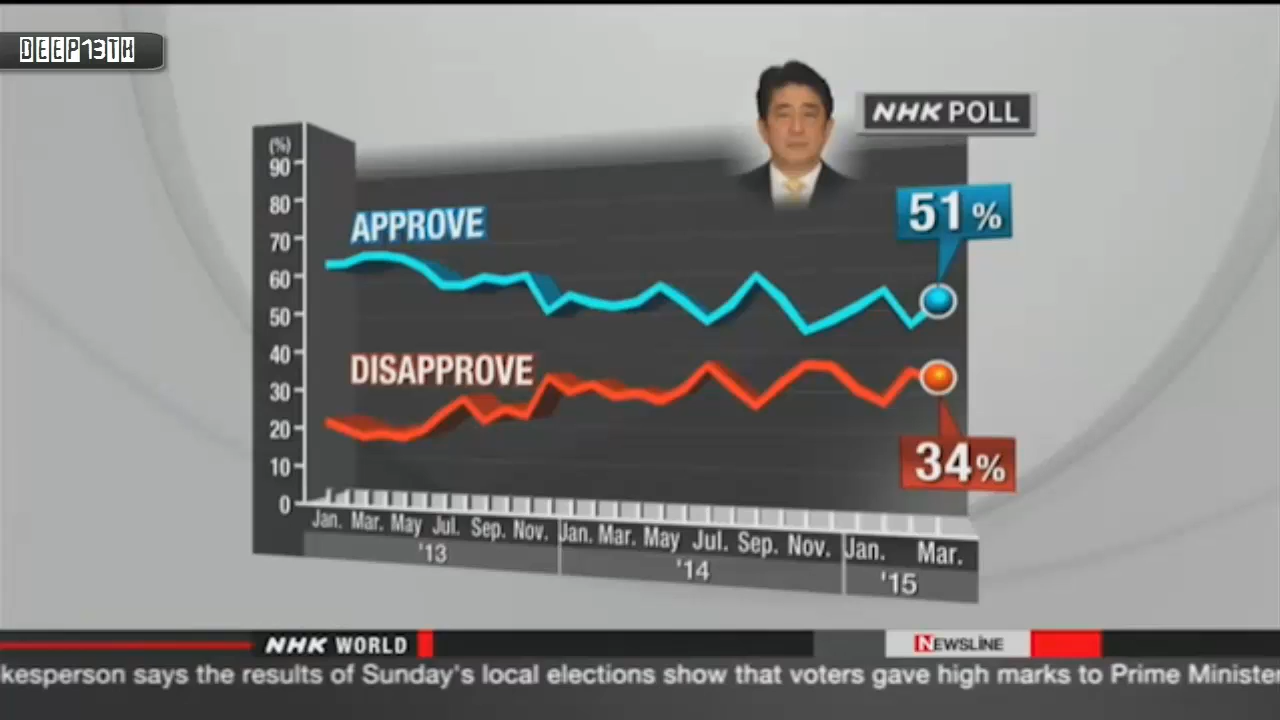 DEEP13TH
NHK POLL
(%)
90
80
70
60
50
40
30
20
10
0
APPROVE
51%
DISAPPROVE
34%
Jan. Mar. May Jul. Sep. Nov. Jan. Mar. May Jul. Sep. Nov. Jan. Mar.
'13 '14 '15
NHK WORLD
NEWSLINE
kesperson says the results of Sunday's local elections show that voters gave high marks to Prime Minister